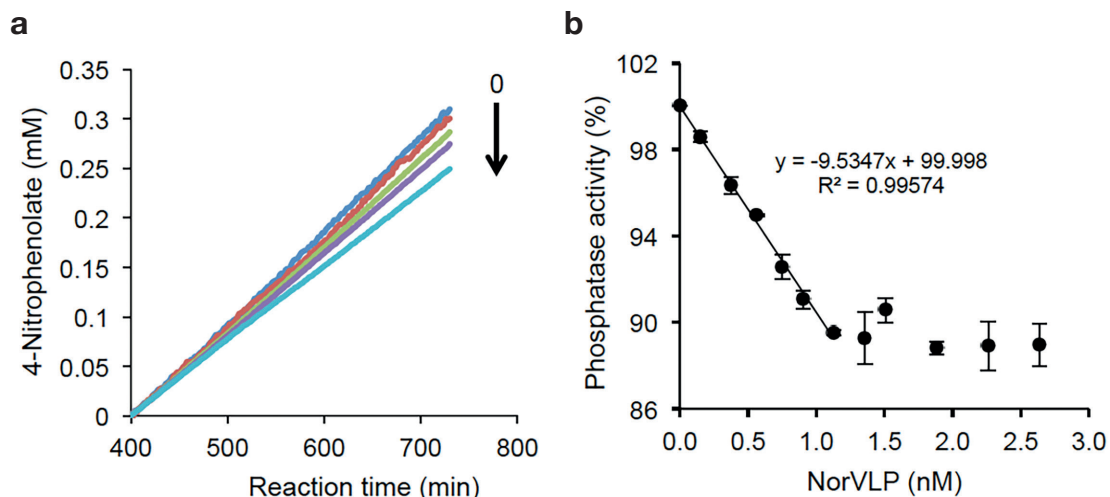 a
4-Nitrophenolate (mM)
0.35
0.3
0.25
0.2
0.15
0.1
0.05
0
400 500 600 700 800
Reaction time (min)
0
b
Phosphatase activity (%)
102
98
94
90
86
0.0 0.5 1.0 1.5 2.0 2.5 3.0
NorVLP (nM)
y = -9.5347x + 99.998
R² = 0.99574